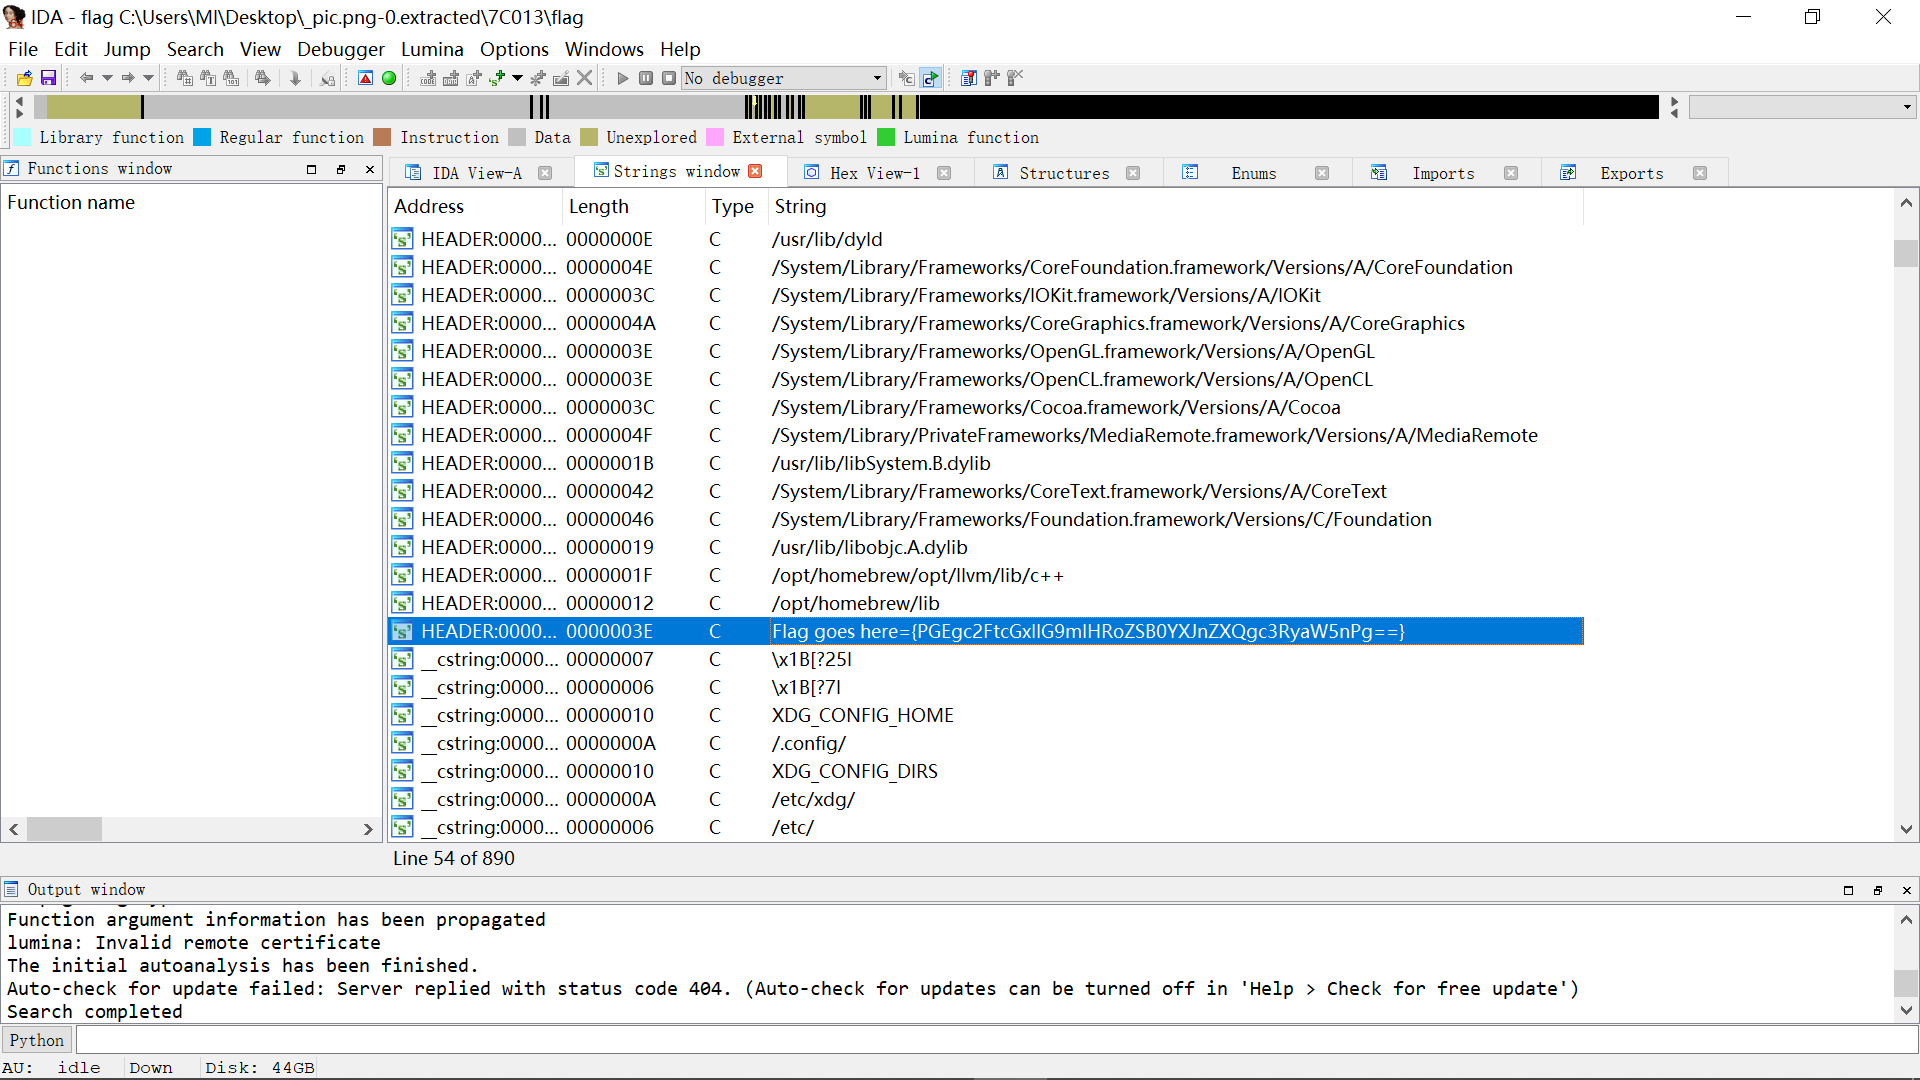 IDA - flag C:\Users\MI\Desktop\_pic.png-0.extracted\7C013\flag
File Edit Jump Search View Debugger Lumina Options Windows Help
No debugger
Library function Regular function Instruction Data Unexplored External symbol Lumina function
Functions window
IDA View-A Strings window Hex View-1 Structures Enums Imports Exports
Function name
Address Length Type String
HEADER:0000... 0000000E C /usr/lib/dyld
HEADER:0000... 0000004E C /System/Library/Frameworks/CoreFoundation.framework/Versions/A/CoreFoundation
HEADER:0000... 0000003C C /System/Library/Frameworks/IOKit.framework/Versions/A/IOKit
HEADER:0000... 0000004A C /System/Library/Frameworks/CoreGraphics.framework/Versions/A/CoreGraphics
HEADER:0000... 0000003E C /System/Library/Frameworks/OpenGL.framework/Versions/A/OpenGL
HEADER:0000... 0000003E C /System/Library/Frameworks/OpenCL.framework/Versions/A/OpenCL
HEADER:0000... 0000003C C /System/Library/Frameworks/Cocoa.framework/Versions/A/Cocoa
HEADER:0000... 0000004F C /System/Library/PrivateFrameworks/MediaRemote.framework/Versions/A/MediaRemote
HEADER:0000... 0000001B C /usr/lib/libSystem.B.dylib
HEADER:0000... 00000042 C /System/Library/Frameworks/CoreText.framework/Versions/A/CoreText
HEADER:0000... 00000046 C /System/Library/Frameworks/Foundation.framework/Versions/C/Foundation
HEADER:0000... 00000019 C /usr/lib/libobjc.A.dylib
HEADER:0000... 0000001F C /opt/homebrew/opt/llvm/lib/c++
HEADER:0000... 00000012 C /opt/homebrew/lib
HEADER:0000... 0000003E C Flag goes here={PGEgc2FtcGxlIG9mIHRoZSB0YXJnZXQgc3RyaW5nPg==}
__cstring:0000... 00000007 C \x1B[?25l
__cstring:0000... 00000006 C \x1B[?7l
__cstring:0000... 00000010 C XDG_CONFIG_HOME
__cstring:0000... 0000000A C /.config/
__cstring:0000... 00000010 C XDG_CONFIG_DIRS
__cstring:0000... 0000000A C /etc/xdg/
__cstring:0000... 00000006 C /etc/
Line 54 of 890
Output window
Function argument information has been propagated
lumina: Invalid remote certificate
The initial autoanalysis has been finished.
Auto-check for update failed: Server replied with status code 404. (Auto-check for updates can be turned off in 'Help > Check for free update')
Search completed
Python
AU: idle Down Disk: 44GB